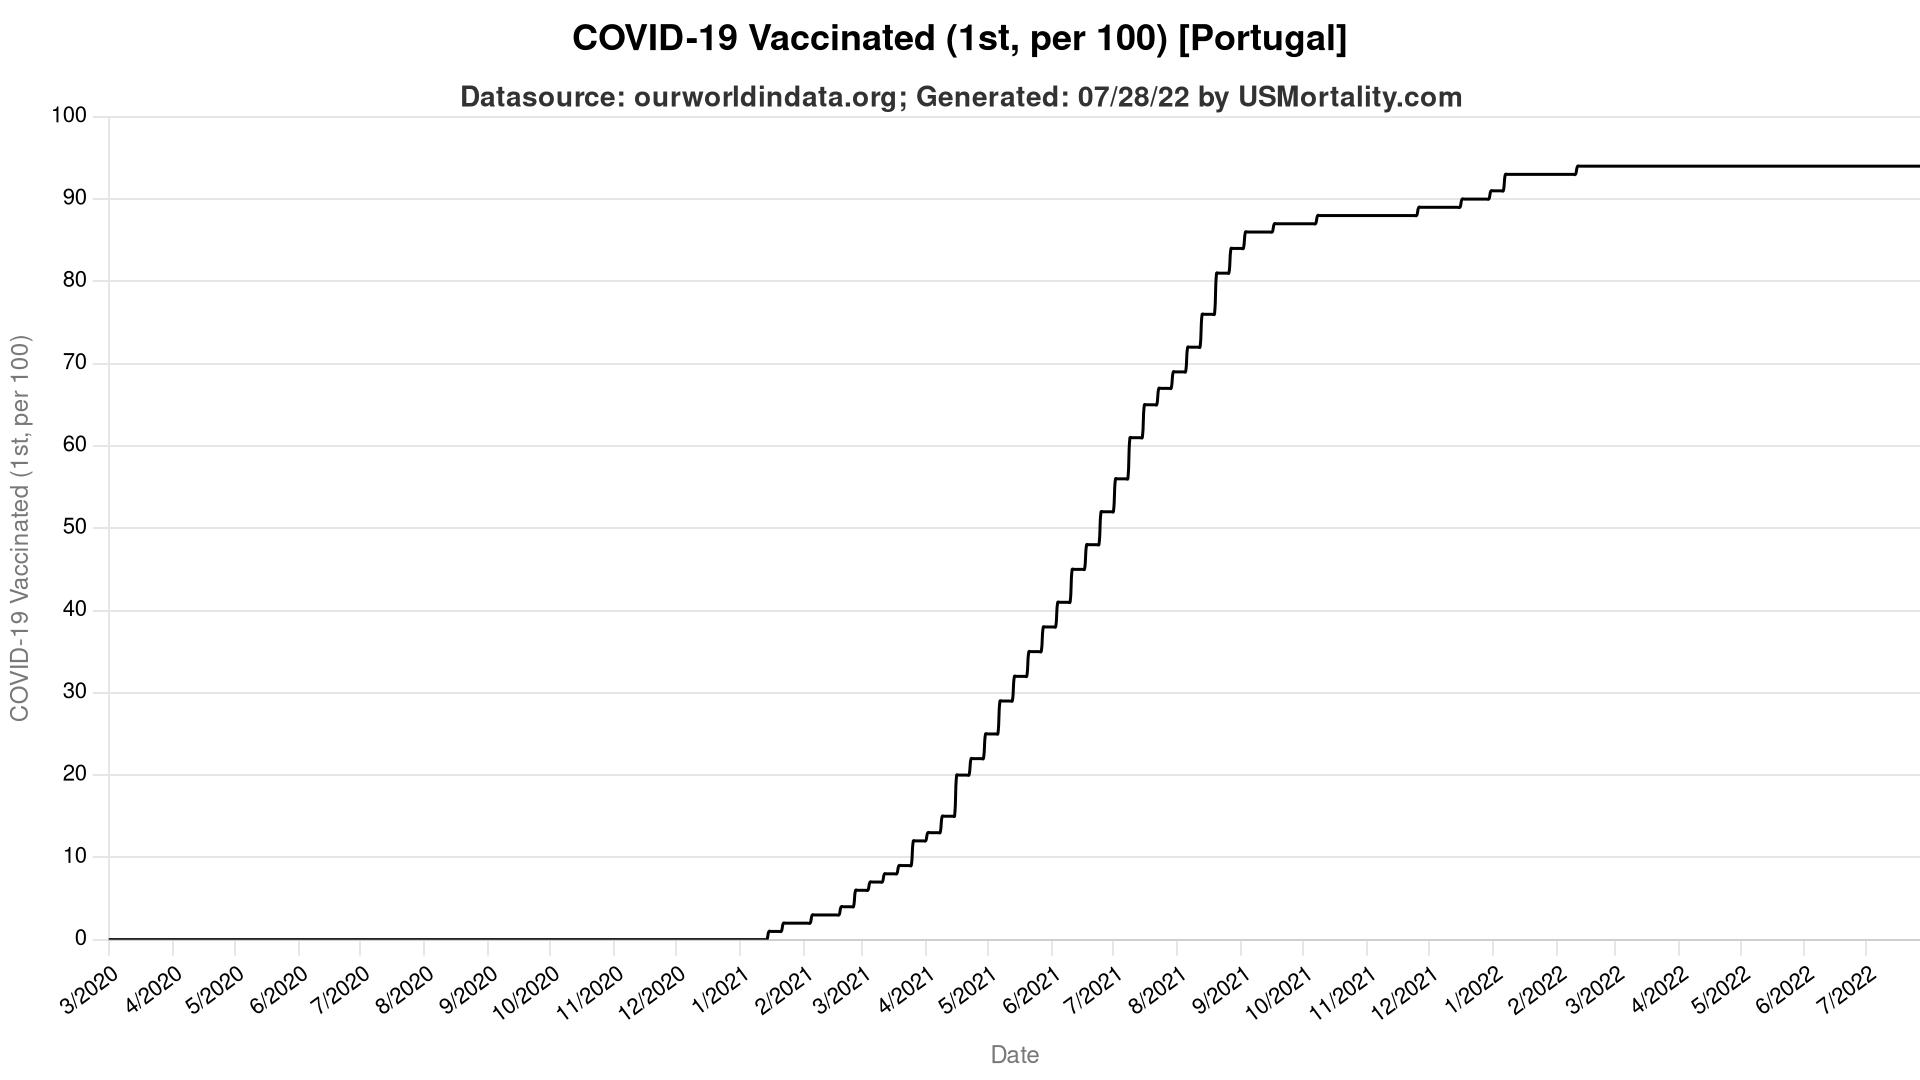 COVID-19 Vaccinated (1st, per 100) [Portugal]
Datasource: ourworldindata.org; Generated: 07/28/22 by USMortality.com
COVID-19 Vaccinated (1st, per 100)
100
90
80
70
60
50
40
30
20
10
0
3/2020 4/2020 5/2020 6/2020 7/2020 8/2020 9/2020 10/2020 11/2020 12/2020 1/2021 2/2021 3/2021 4/2021 5/2021 6/2021 7/2021 8/2021 9/2021 10/2021 11/2021 12/2021 1/2022 2/2022 3/2022 4/2022 5/2022 6/2022 7/2022
Date